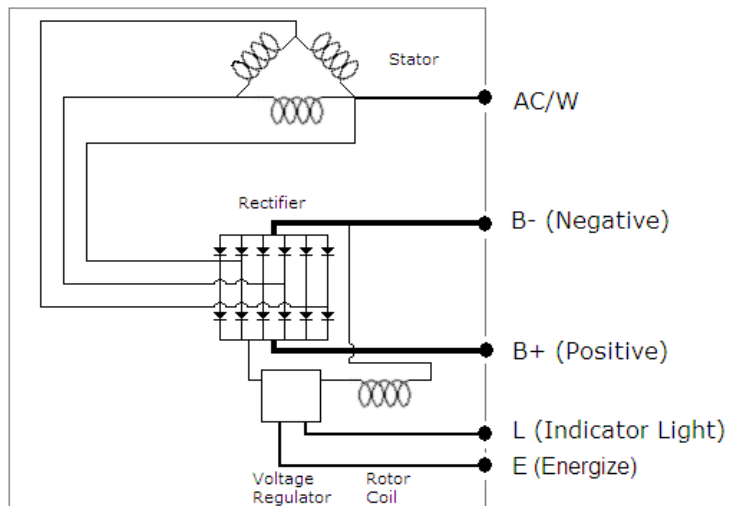 Stator
AC/W
Rectifier
B- (Negative)
B+ (Positive)
L (Indicator Light)
E (Energize)
Voltage
Regulator
Rotor
Coil